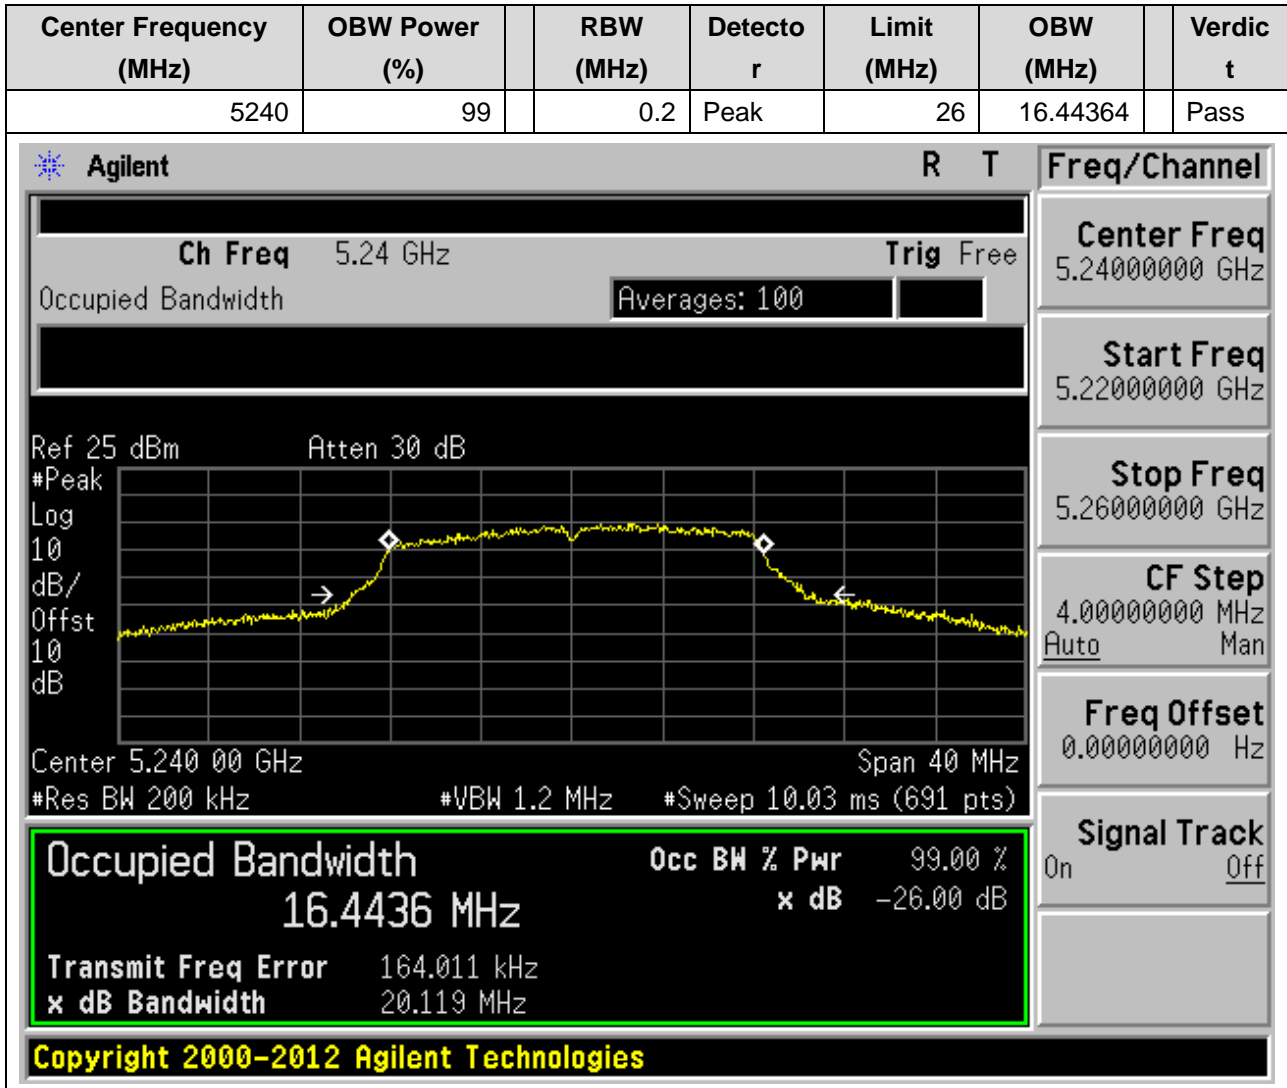 Center Frequency (MHz) OBW Power (%) RBW (MHz) Detecto r Limit (MHz) OBW (MHz) Verdic t
5240 99 0.2 Peak 26 16.44364 Pass
Agilent R T
Ch Freq 5.24 GHz Trig Free
Occupied Bandwidth Averages: 100
Ref 25 dBm Atten 30 dB
#Peak
Log
10
dB/
Offst
10
dB
Center 5.240 00 GHz Span 40 MHz
#Res BW 200 kHz #VBW 1.2 MHz #Sweep 10.03 ms (691 pts)
Occupied Bandwidth Occ BW % Pwr 99.00 %
16.4436 MHz x dB -26.00 dB
Transmit Freq Error 164.011 kHz
x dB Bandwidth 20.119 MHz
Copyright 2000-2012 Agilent Technologies
Freq/Channel
Center Freq
5.24000000 GHz
Start Freq
5.22000000 GHz
Stop Freq
5.26000000 GHz
CF Step
4.00000000 MHz
Auto Man
Freq Offset
0.00000000 Hz
Signal Track
On Off